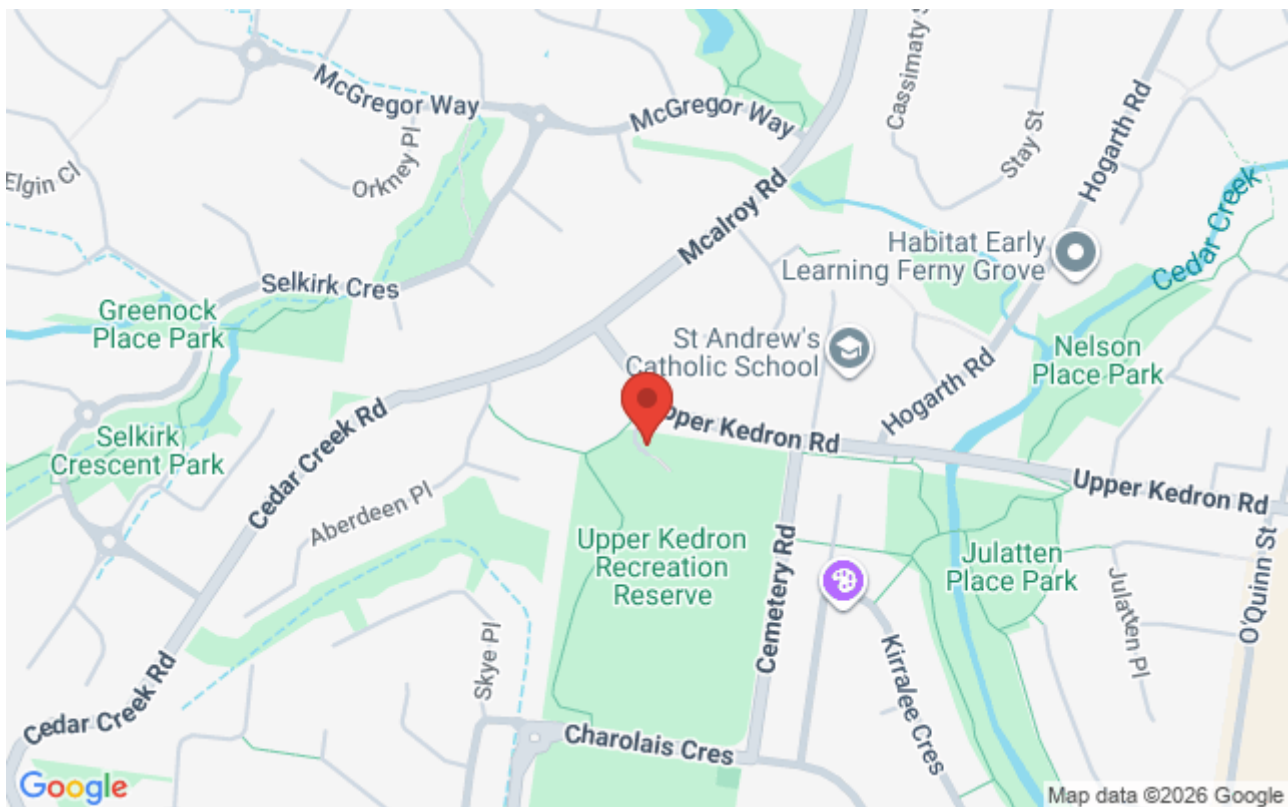 McGregor Way
McGregor Way
Cassimaty S
Stay St
Hogarth Rd
Orkney Pl
Elgin Cl
Mcalroy Rd
Cedar Creek
Habitat Early
Learning Ferny Grove
Selkirk Cres
Greenock
Place Park
St Andrew's
Catholic School
Nelson
Place Park
Hogarth Rd
pper Kedron Rd
Selkirk
Crescent Park
Cedar Creek Rd
Aberdeen Pl
Upper Kedron Rd
Upper Kedron
Recreation
Reserve
Cemetery Rd
Julatten
Place Park
Julatten Pl
O'Quinn St
Skye Pl
Kirralee Cres
Cedar Creek Rd
Charolais Cres
Google
Map data ©2026 Google